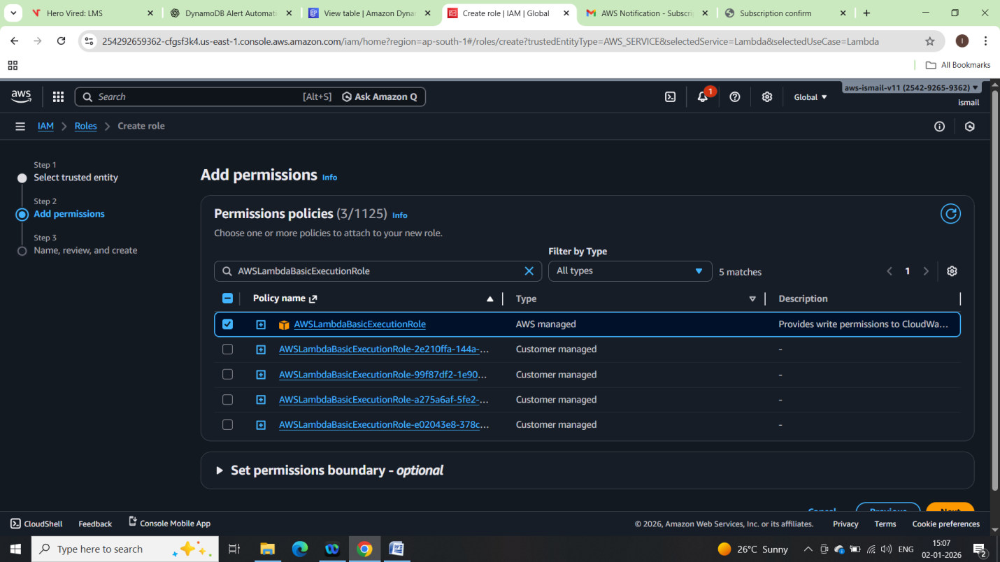 Hero Vired: LMS
DynamoDB Alert Automati
View table | Amazon Dyna
Create role | IAM | Global
AWS Notification - Subscrip
Subscription confirm
254292659362-cfgsf3k4.us-east-1.console.aws.amazon.com/iam/home?region=ap-south-1#/roles/create?trustedEntityType=AWS_SERVICE&selectedService=Lambda&selectedUseCase=Lambda
I
All Bookmarks
aws
Search
[Alt+S]
Ask Amazon Q
1
Global
aws-ismail-v11 (2542-9265-9362)
ismail
IAM
Roles
Create role
Step 1
Select trusted entity
Step 2
Add permissions
Step 3
Name, review, and create
Add permissions Info
Permissions policies (3/1125) Info
Choose one or more policies to attach to your new role.
Filter by Type
AWSLambdaBasicExecutionRole
All types
5 matches
1
Policy name
Type
Description
AWSLambdaBasicExecutionRole AWS managed Provides write permissions to CloudWa...
AWSLambdaBasicExecutionRole-2e210ffa-144a-... Customer managed -
AWSLambdaBasicExecutionRole-99f87df2-1e90... Customer managed -
AWSLambdaBasicExecutionRole-a275a6af-5fe2-... Customer managed -
AWSLambdaBasicExecutionRole-e02043e8-378c... Customer managed -
Set permissions boundary - optional
Cancel
Previous
Next
CloudShell
Feedback
Console Mobile App
© 2026, Amazon Web Services, Inc. or its affiliates.
Privacy
Terms
Cookie preferences
Type here to search
26°C Sunny
ENG
15:07
02-01-2026
2